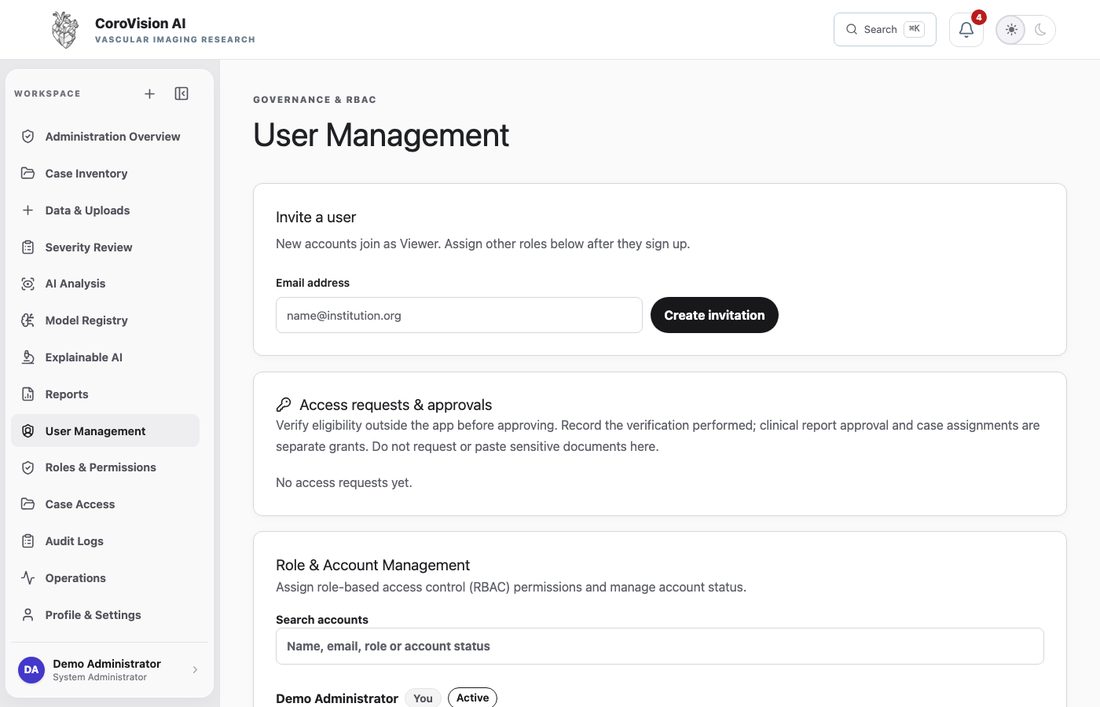 CoroVision AI
VASCULAR IMAGING RESEARCH
Search ⌘K
4
WORKSPACE
Administration Overview
Case Inventory
Data & Uploads
Severity Review
AI Analysis
Model Registry
Explainable AI
Reports
User Management
Roles & Permissions
Case Access
Audit Logs
Operations
Profile & Settings
DA
Demo Administrator
System Administrator
GOVERNANCE & RBAC
User Management
Invite a user
New accounts join as Viewer. Assign other roles below after they sign up.
Email address
name@institution.org
Create invitation
Access requests & approvals
Verify eligibility outside the app before approving. Record the verification performed; clinical report approval and case assignments are
separate grants. Do not request or paste sensitive documents here.
No access requests yet.
Role & Account Management
Assign role-based access control (RBAC) permissions and manage account status.
Search accounts
Name, email, role or account status
Demo Administrator You Active